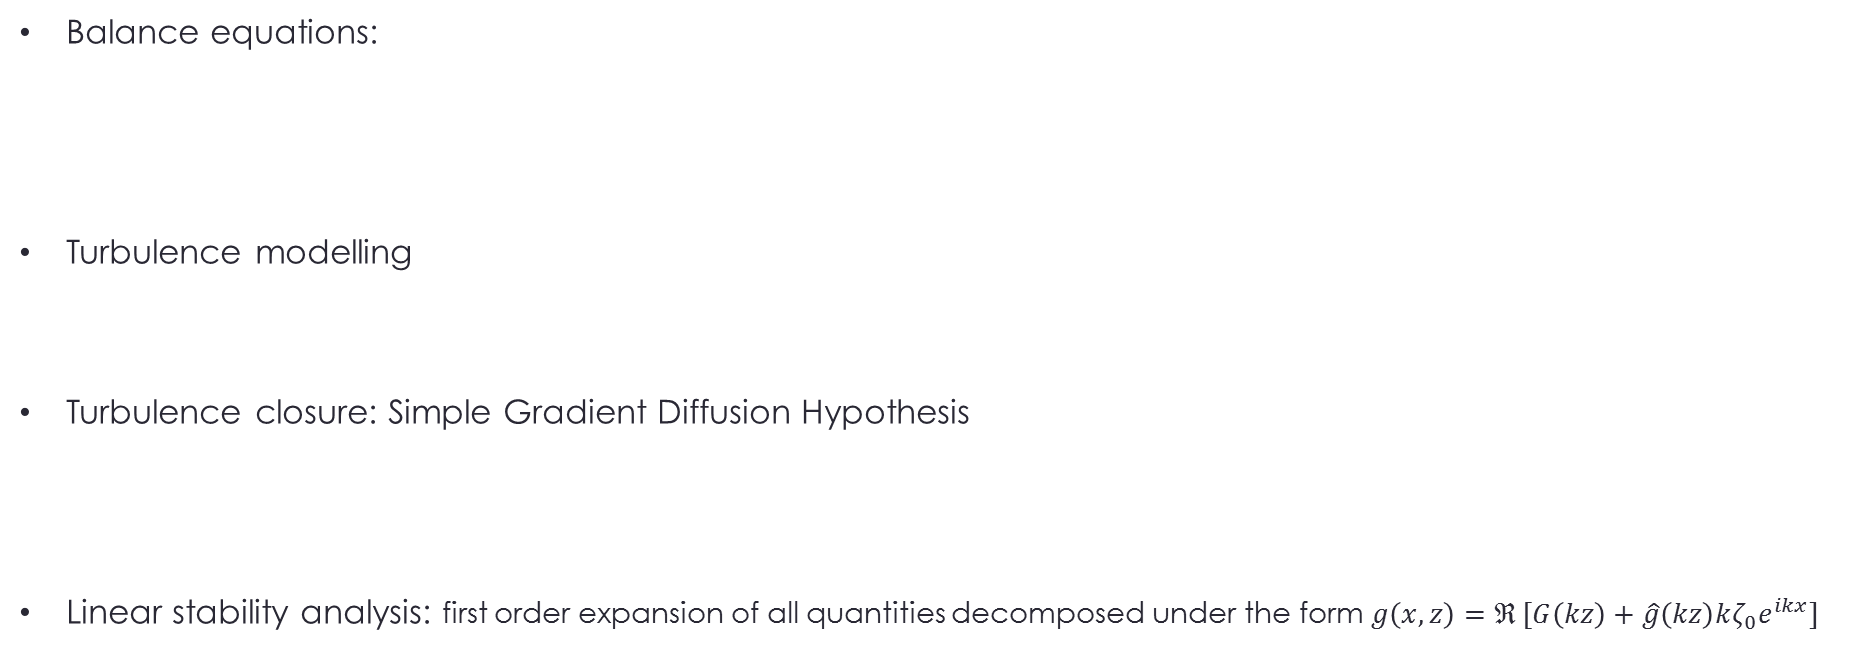 • Balance equations:
• Turbulence modelling
• Turbulence closure: Simple Gradient Diffusion Hypothesis
• Linear stability analysis: first order expansion of all quantities decomposed under the form g(x, z) = ℜ [G(kz) + ĝ(kz)kζ₀e^{ikx}]